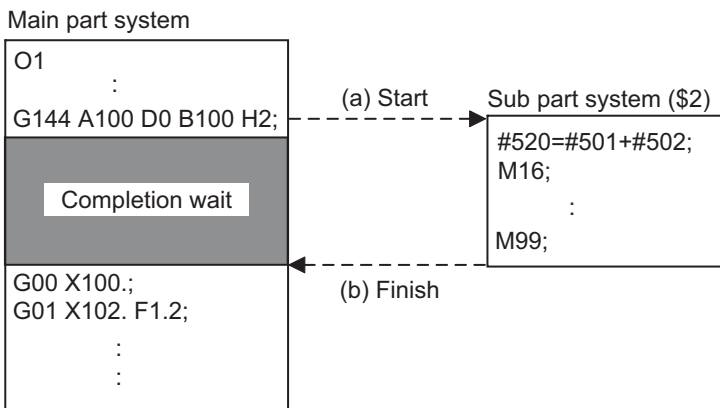 Main part system
O1
:
G144 A100 D0 B100 H2;
Completion wait
G00 X100.;
G01 X102. F1.2;
:
:
(a) Start
(b) Finish
Sub part system ($2)
#520=#501+#502;
M16;
:
M99;